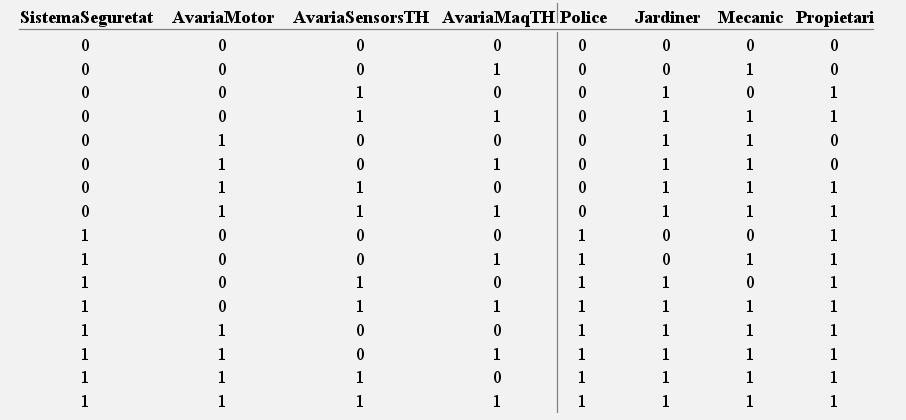 SistemaSeguretat AvariaMotor AvariaSensorsTH AvariaMaqTH Police Jardiner Mecanic Propietari
0 0 0 0 0 0 0 0
0 0 0 1 0 0 1 0
0 0 1 0 0 1 0 1
0 0 1 1 0 1 1 1
0 1 0 0 0 1 1 0
0 1 0 1 0 1 1 0
0 1 1 0 0 1 1 1
0 1 1 1 0 1 1 1
1 0 0 0 1 0 0 1
1 0 0 1 1 0 1 1
1 0 1 0 1 1 0 1
1 0 1 1 1 1 1 1
1 1 0 0 1 1 1 1
1 1 0 1 1 1 1 1
1 1 1 0 1 1 1 1
1 1 1 1 1 1 1 1